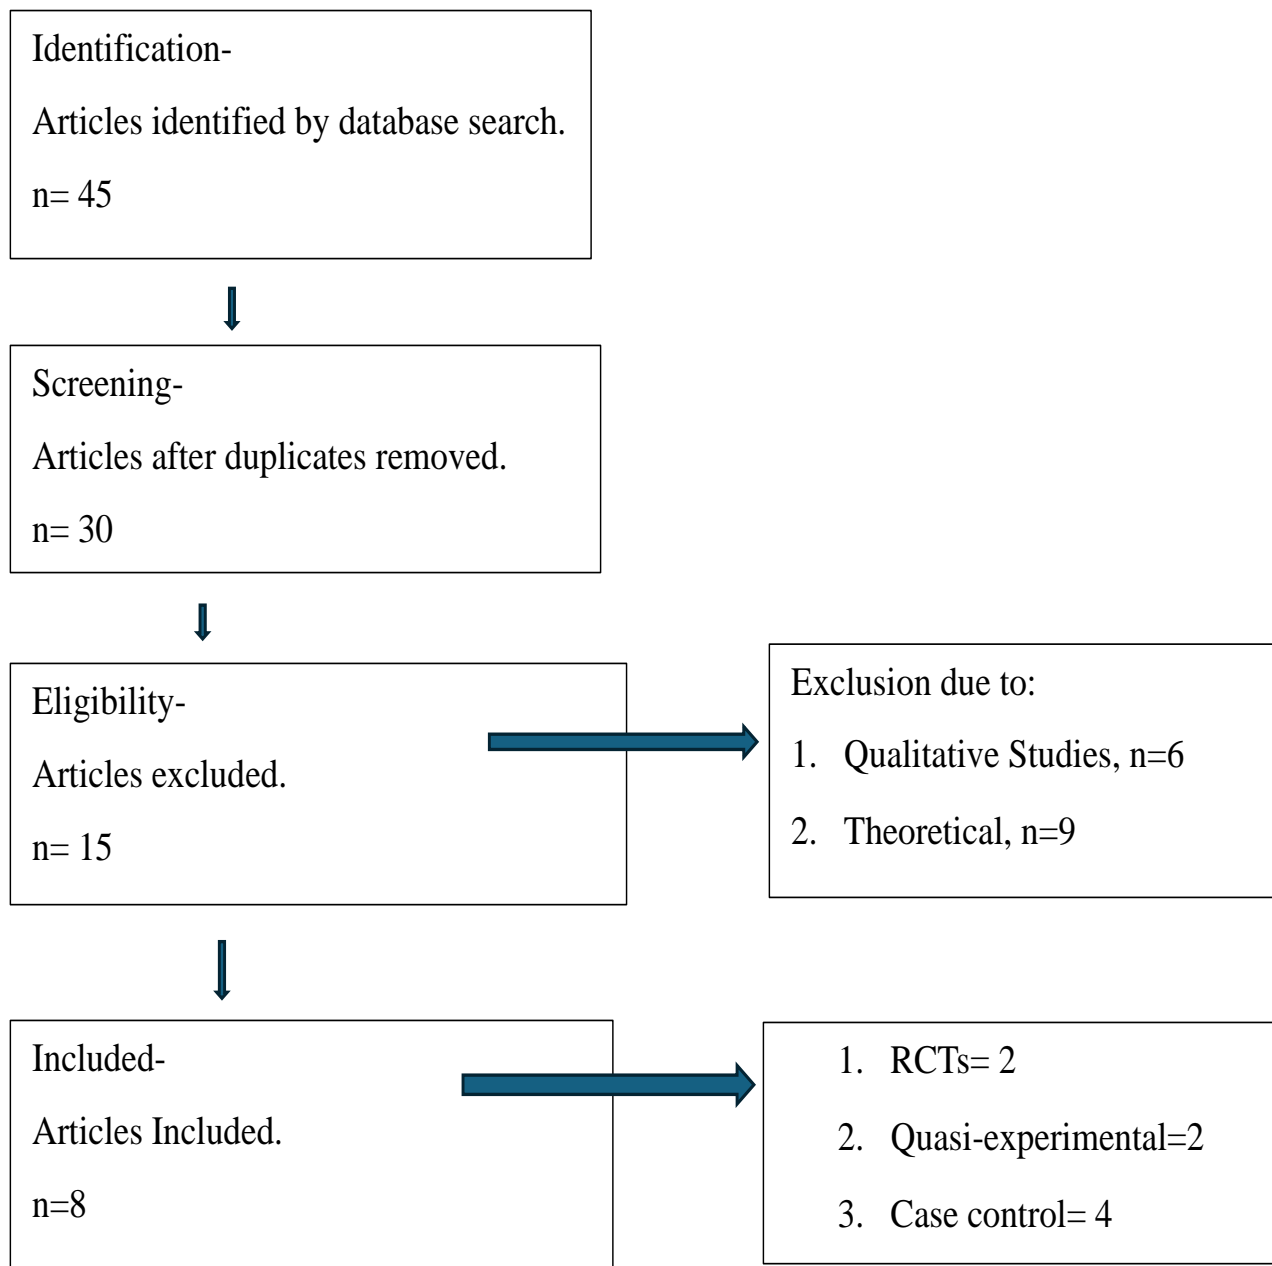 Identification-
Articles identified by database search.
n= 45
Screening-
Articles after duplicates removed.
n= 30
Eligibility-
Articles excluded.
n= 15
Exclusion due to:
1. Qualitative Studies, n=6
2. Theoretical, n=9
Included-
Articles Included.
n=8
1. RCTs= 2
2. Quasi-experimental=2
3. Case control= 4